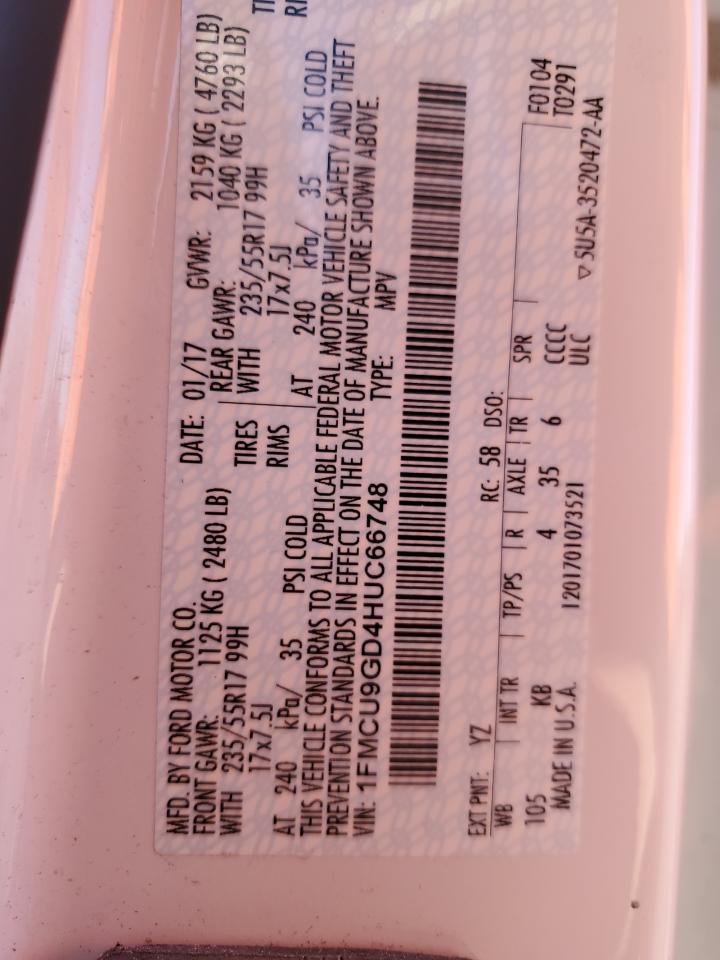 MFD. BY FORD MOTOR CO.
DATE: 01/17 GVWR: 2159 KG ( 4760 LB)
FRONT GAWR: 1125 KG ( 2480 LB) REAR GAWR: 1040 KG ( 2293 LB)
WITH 235/55R17 99H TIRES WITH 235/55R17 99H
17x7.5J RIMS 17x7.5J
AT 240 kPa/ 35 PSI COLD AT 240 kPa/ 35 PSI COLD
THIS VEHICLE CONFORMS TO ALL APPLICABLE FEDERAL MOTOR VEHICLE SAFETY AND THEFT
PREVENTION STANDARDS IN EFFECT ON THE DATE OF MANUFACTURE SHOWN ABOVE.
VIN: 1FMCU9GD4HUC66748 TYPE: MPV
EXT PNT: YZ RC: 58 DSO:
WB INT TR TP/PS R AXLE TR SPR
F0104
T0291
105 KB 4 35 6 CCCC
MADE IN U.S.A. 1201701073521 ULC
▽5U5A-3520472-AA